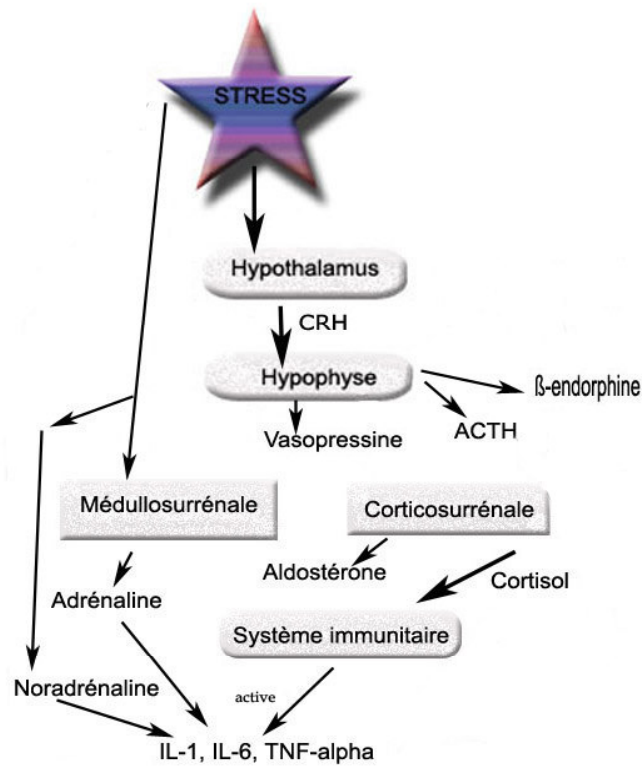 STRESS
Hypothalamus
CRH
Hypophyse
ß-endorphine
ACTH
Vasopressine
Médullosurrénale
Corticosurrénale
Aldostérone
Cortisol
Adrénaline
Système immunitaire
Noradrénaline
active
IL-1, IL-6, TNF-alpha